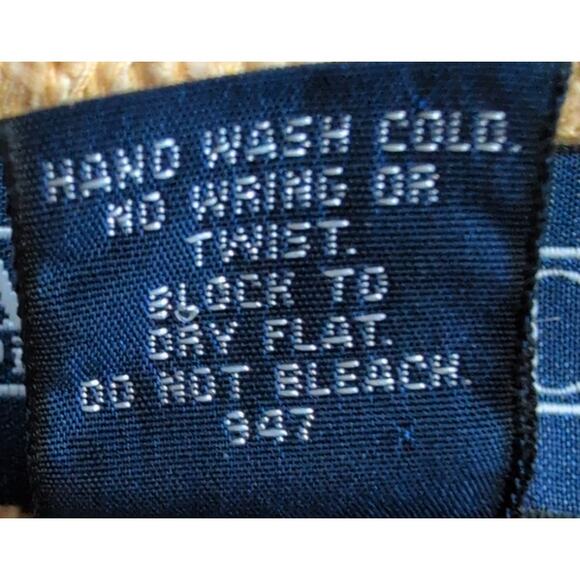 HAND WASH COLD.
NO WRING OR
TWIST.
BLOCK TO
DRY FLAT.
DO NOT BLEACH.
947